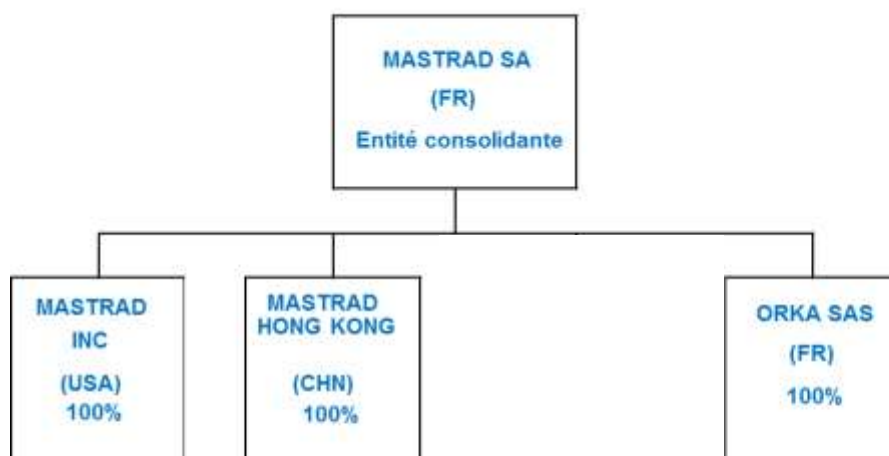 MASTRAD SA
(FR)
Entité consolidante
MASTRAD
INC
(USA)
100%
MASTRAD
HONG KONG
(CHN)
100%
ORKA SAS
(FR)
100%